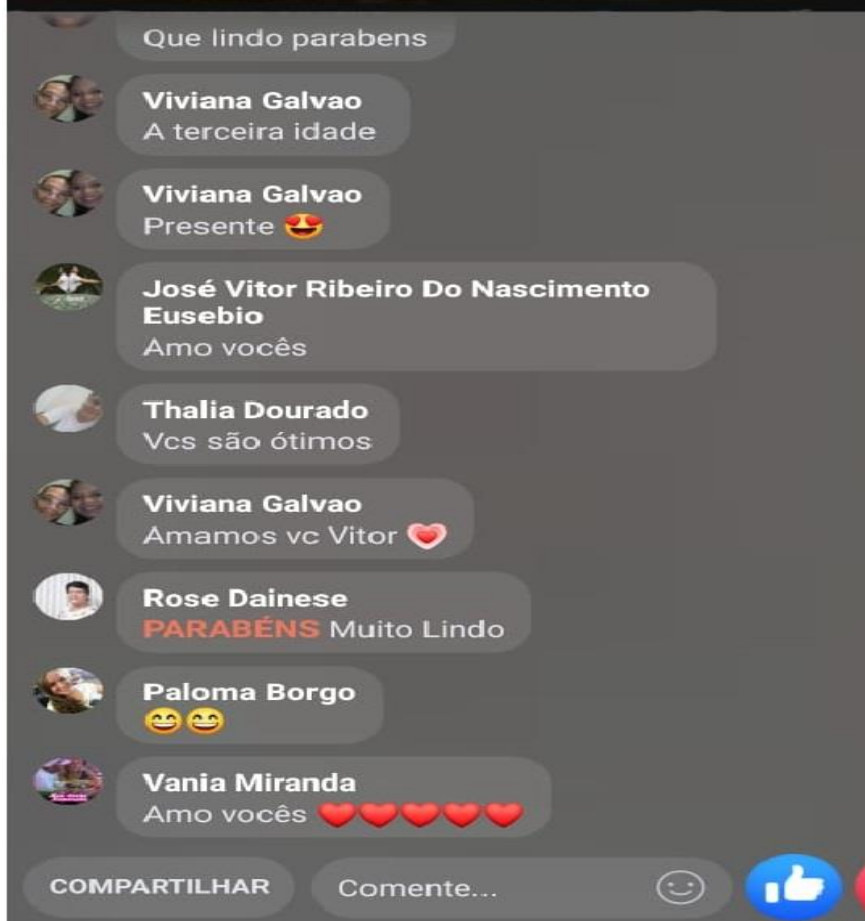 Que lindo parabens
Viviana Galvao
A terceira idade
Viviana Galvao
Presente 😍
José Vitor Ribeiro Do Nascimento
Eusebio
Amo vocês
Thalia Dourado
Vcs são ótimos
Viviana Galvao
Amamos vc Vitor 💗
Rose Dainese
PARABÉNS Muito Lindo
Paloma Borgo
😄😄
Vania Miranda
Amo vocês ❤️❤️❤️❤️❤️
COMPARTILHAR
Comente...